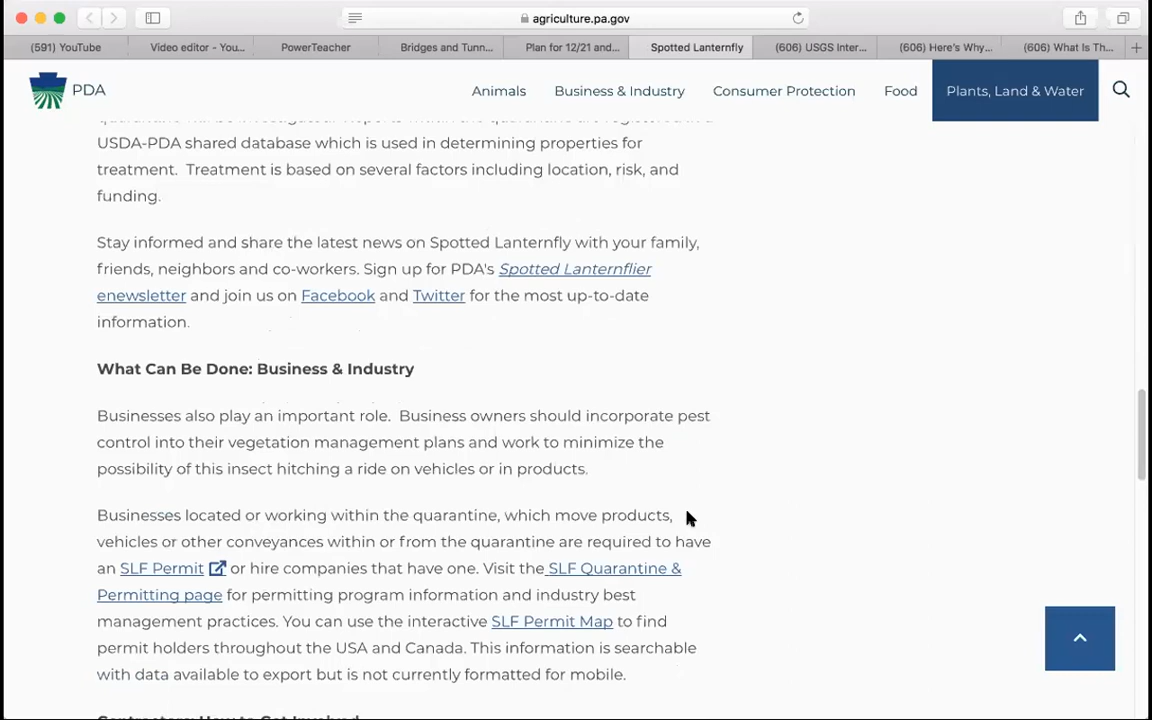 agriculture.pa.gov
(591) YouTube
Video editor - You...
PowerTeacher
Bridges and Tunn...
Plan for 12/21 and...
Spotted Lanternfly
(606) USGS Inter...
(606) Here's Why...
(606) What Is Th...
PDA
Animals
Business & Industry
Consumer Protection
Food
Plants, Land & Water
USDA-PDA shared database which is used in determining properties for
treatment. Treatment is based on several factors including location, risk, and
funding.
Stay informed and share the latest news on Spotted Lanternfly with your family,
friends, neighbors and co-workers. Sign up for PDA's Spotted Lanternflier
enewsletter and join us on Facebook and Twitter for the most up-to-date
information.
What Can Be Done: Business & Industry
Businesses also play an important role. Business owners should incorporate pest
control into their vegetation management plans and work to minimize the
possibility of this insect hitching a ride on vehicles or in products.
Businesses located or working within the quarantine, which move products,
vehicles or other conveyances within or from the quarantine are required to have
an SLF Permit or hire companies that have one. Visit the SLF Quarantine &
Permitting page for permitting program information and industry best
management practices. You can use the interactive SLF Permit Map to find
permit holders throughout the USA and Canada. This information is searchable
with data available to export but is not currently formatted for mobile.
Contractors: How to Get Involved